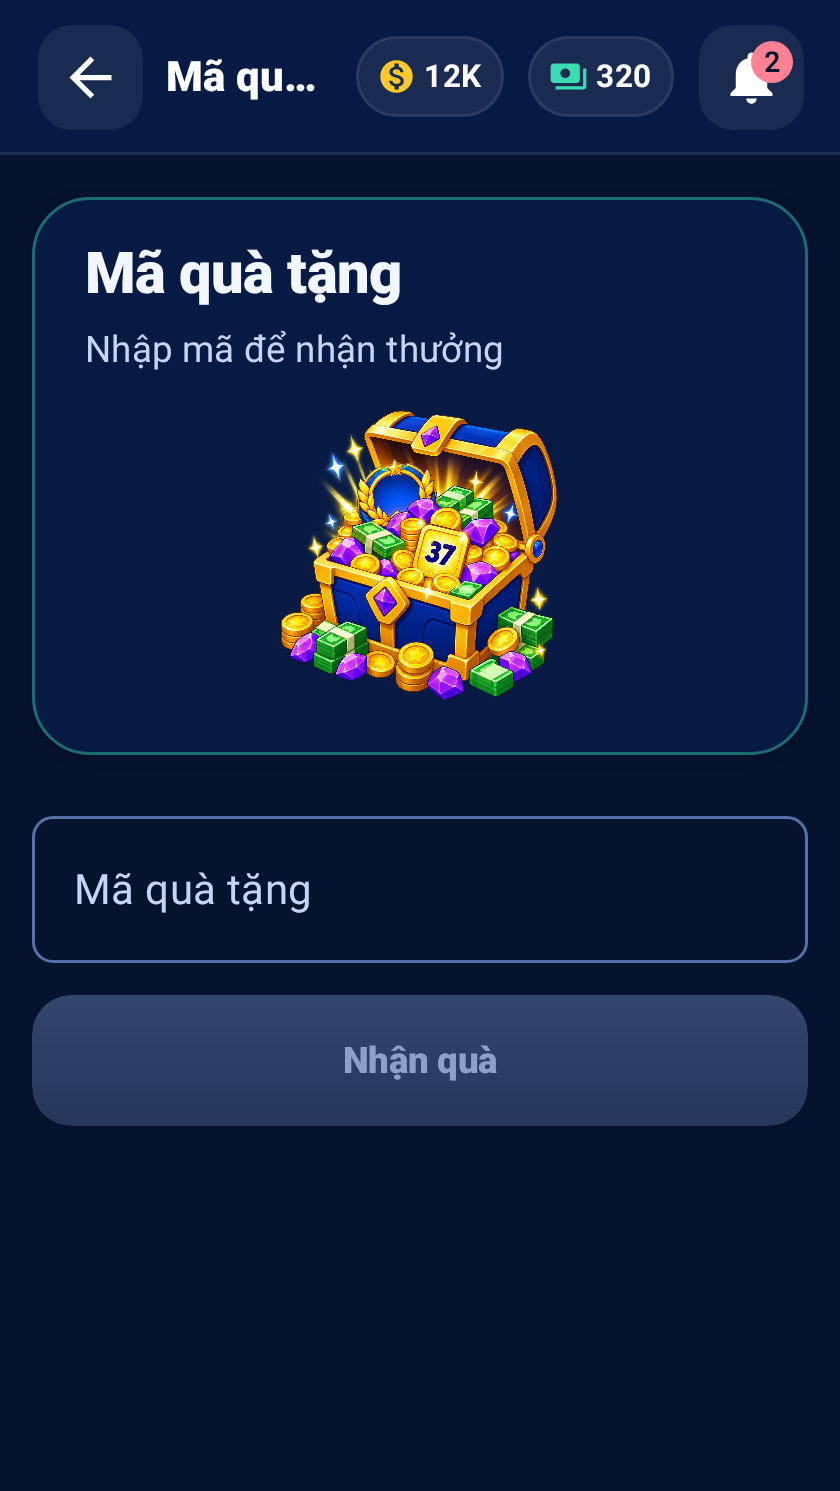 Mã qu...
12K
320
2
Mã quà tặng
Nhập mã để nhận thưởng
37
Mã quà tặng
Nhận quà